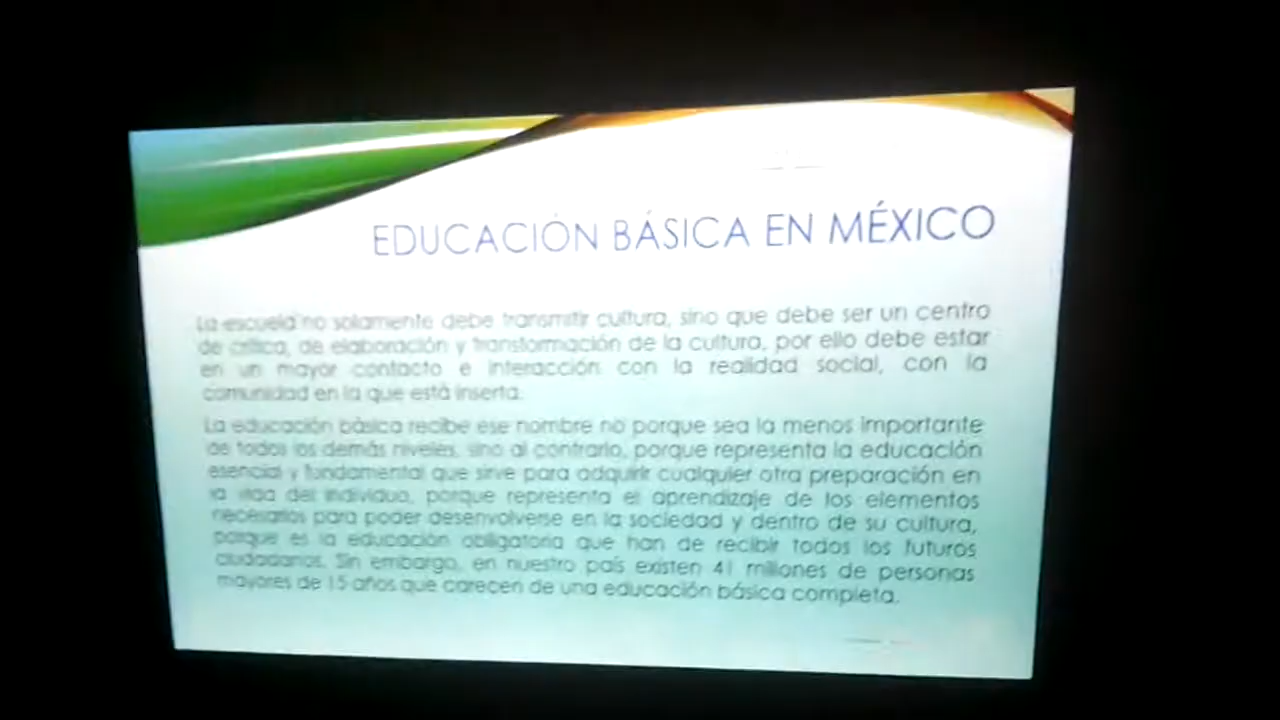 EDUCACIÓN BÁSICA EN MÉXICO
La escuela no solamente debe transmitir cultura, sino que debe ser un centro
de crítica, de elaboración y transformación de la cultura, por ello debe estar
en un mayor contacto e interacción con la realidad social, con la
comunidad en la que está inserta.
La educación básica recibe ese nombre no porque sea la menos importante
de todos los demás niveles, sino al contrario, porque representa la educación
esencial y fundamental que sirve para adquirir cualquier otra preparación en
la vida del individuo, porque representa el aprendizaje de los elementos
necesarios para poder desenvolverse en la sociedad y dentro de su cultura,
porque es la educación obligatoria que han de recibir todos los futuros
ciudadanos. Sin embargo, en nuestro país existen 41 millones de personas
mayores de 15 años que carecen de una educación básica completa.